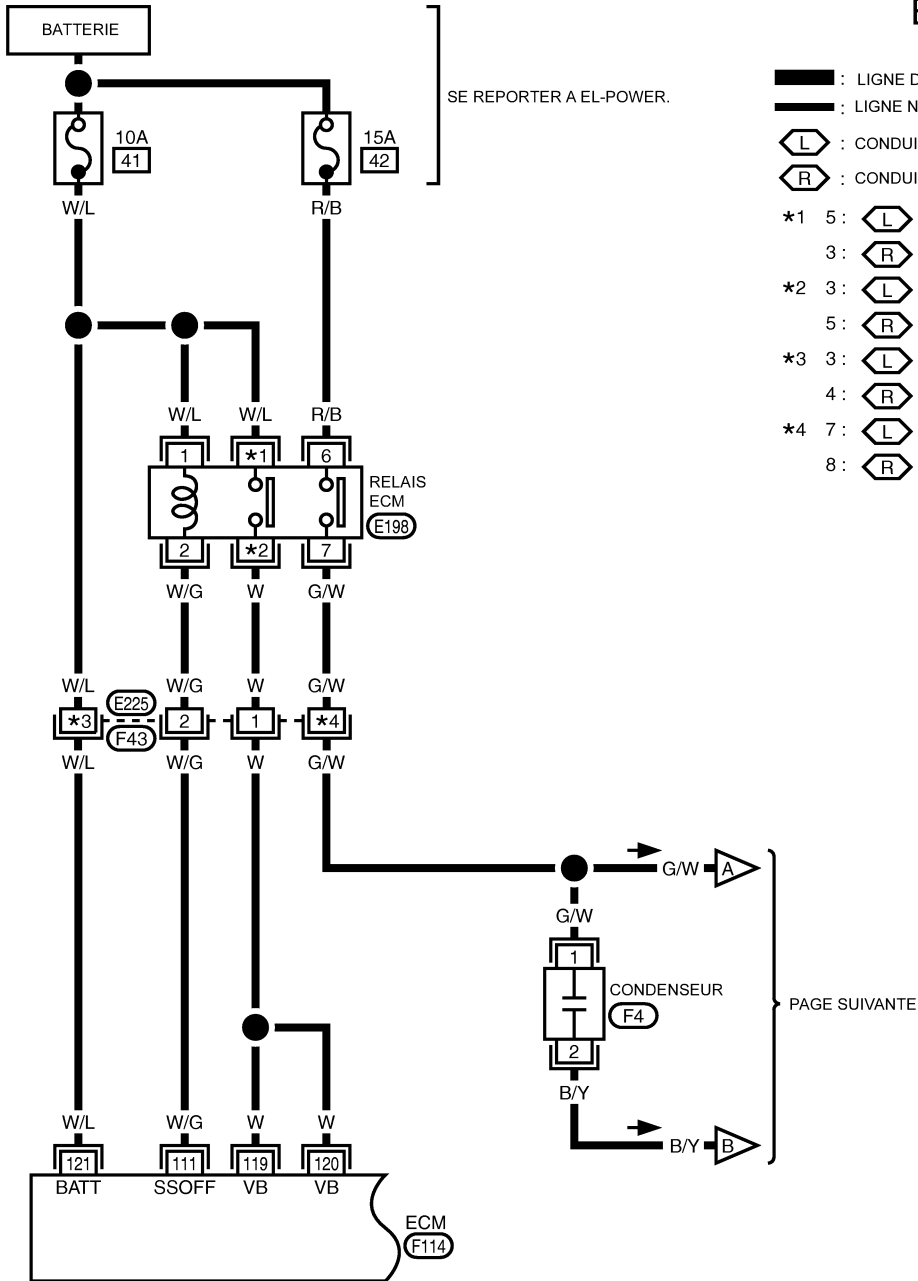 BATTERIE
SE REPORTER A EL-POWER.
: LIGNE
: LIGNE
L :
R :
10A
41
15A
42
W/L
R/B
*1 5 : L
3 : R
*2 3 : L
5 : R
*3 3 : L
4 : R
*4 7 : L
8 : R
W/L W/L R/B
1 *1 6
RELAIS
ECM
E198
2 *2 7
W/G W G/W
W/L W/G W G/W
E225
*3 2 1 *4
F43
W/L W/G W G/W
G/W A
G/W
1
CONDENSEUR
F4
2
PAGE SUIVANTE
B/Y
B/Y B
W/L W/G W W
121 111 119 120
BATT SSOFF VB VB
ECM
F114